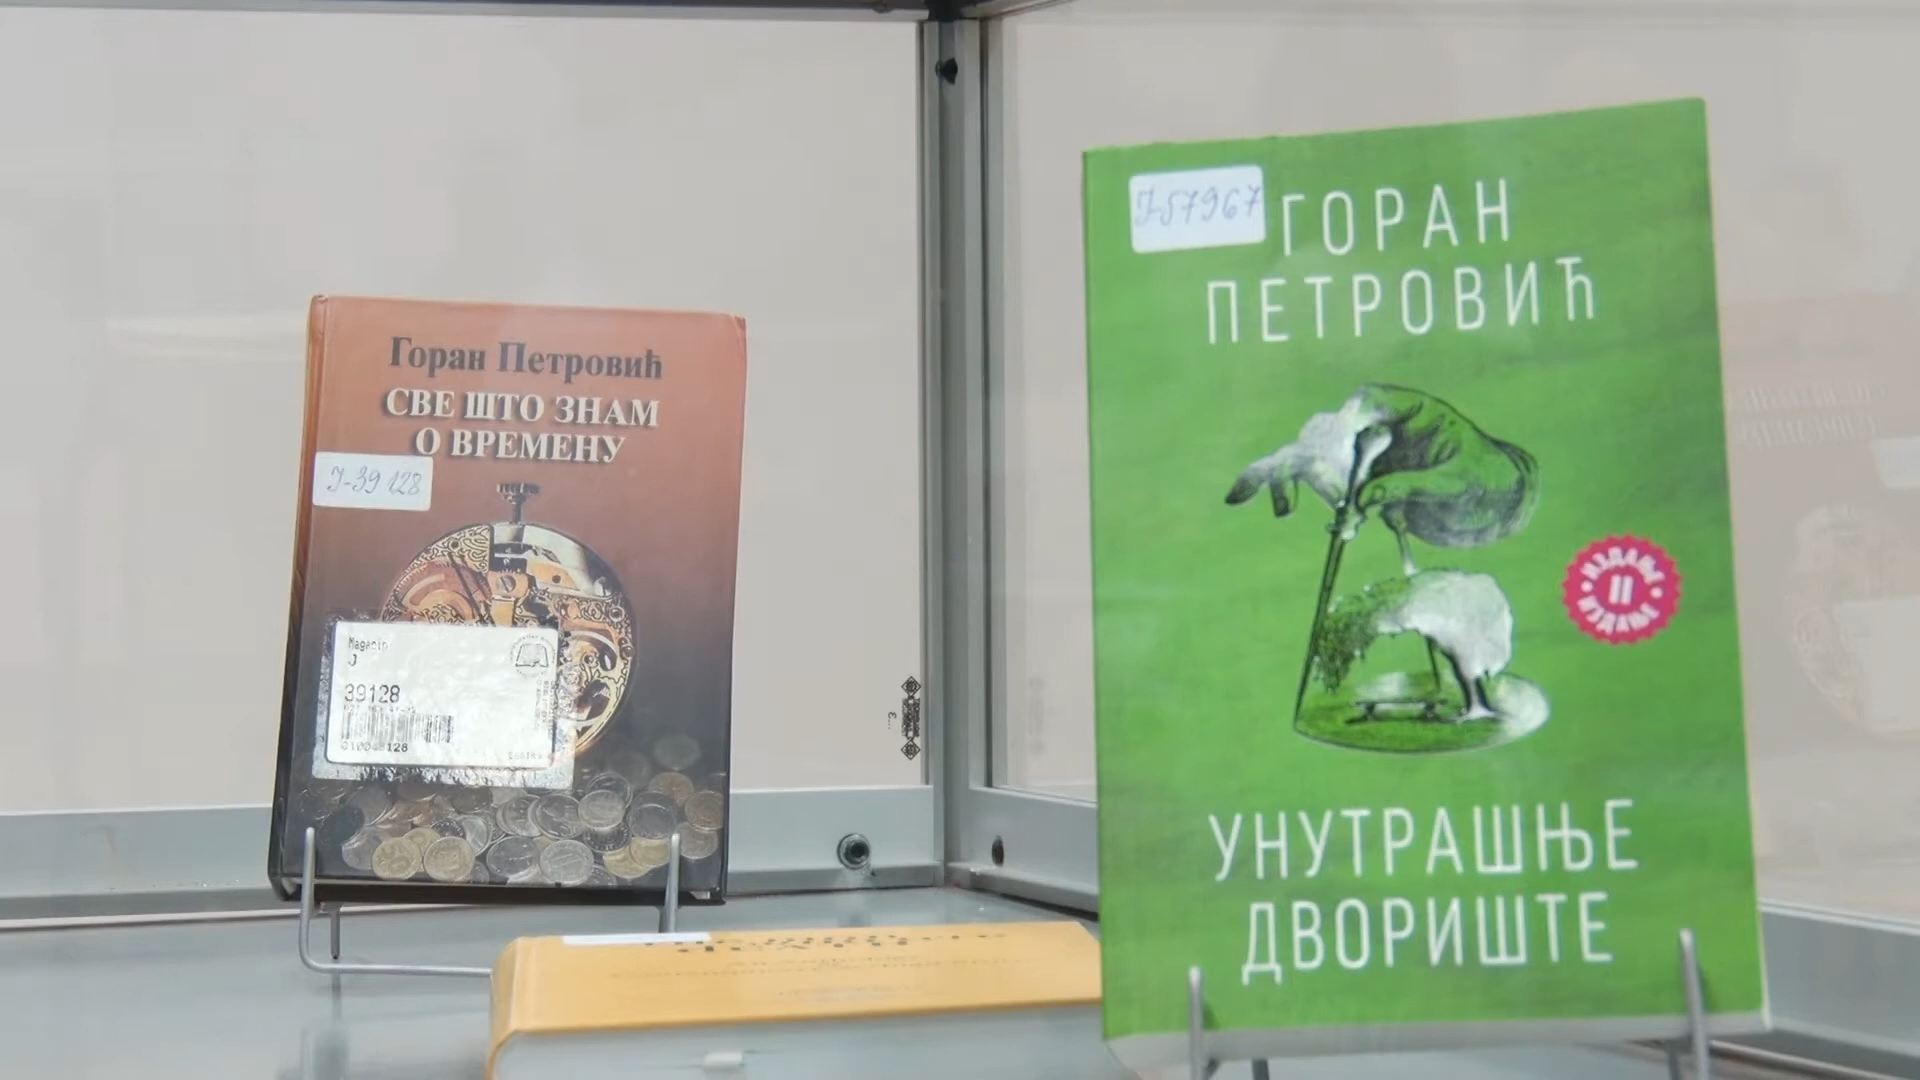 Горан Петровић
СВЕ ШТО ЗНАМ
О ВРЕМЕНУ
J-39 128
Magacin
J
39128
J-57967
ГОРАН
ПЕТРОВИЋ
ИЗДАЊЕ
II
ИЗДАЊЕ
УНУТРАШЊЕ
ДВОРИШТЕ